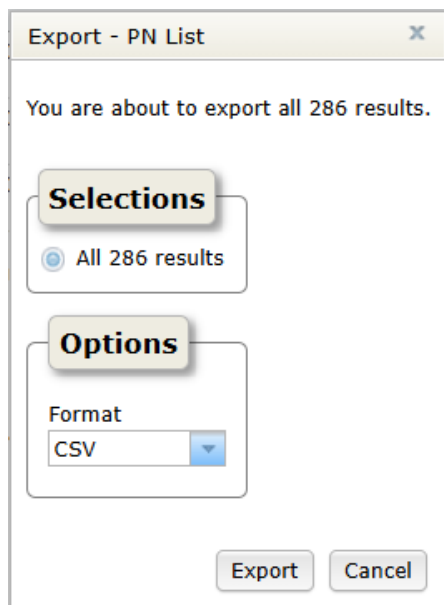 Export - PN List
You are about to export all 286 results.
Selections
All 286 results
Options
Format
CSV
Export Cancel